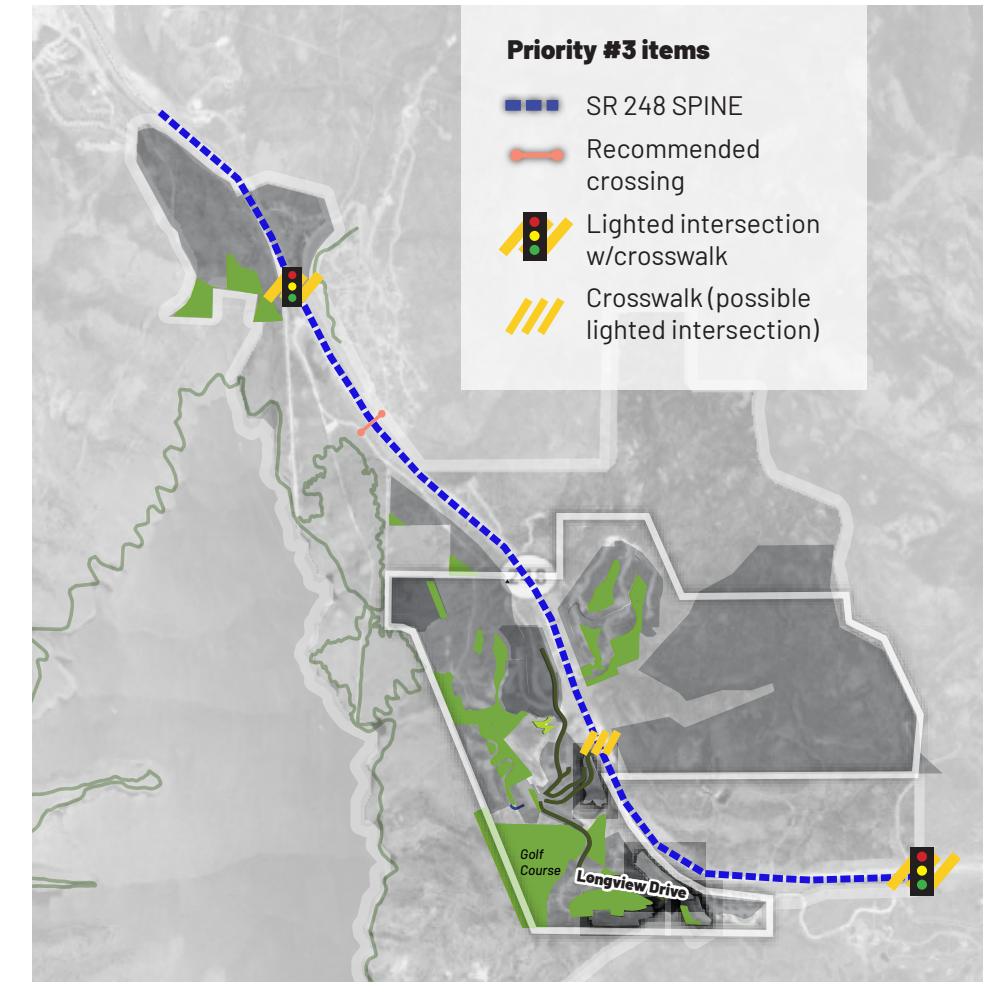 Priority #3 items
SR 248 SPINE
Recommended
crossing
Lighted intersection
w/crosswalk
Crosswalk (possible
lighted intersection)
248
Golf
Course
Longview Drive